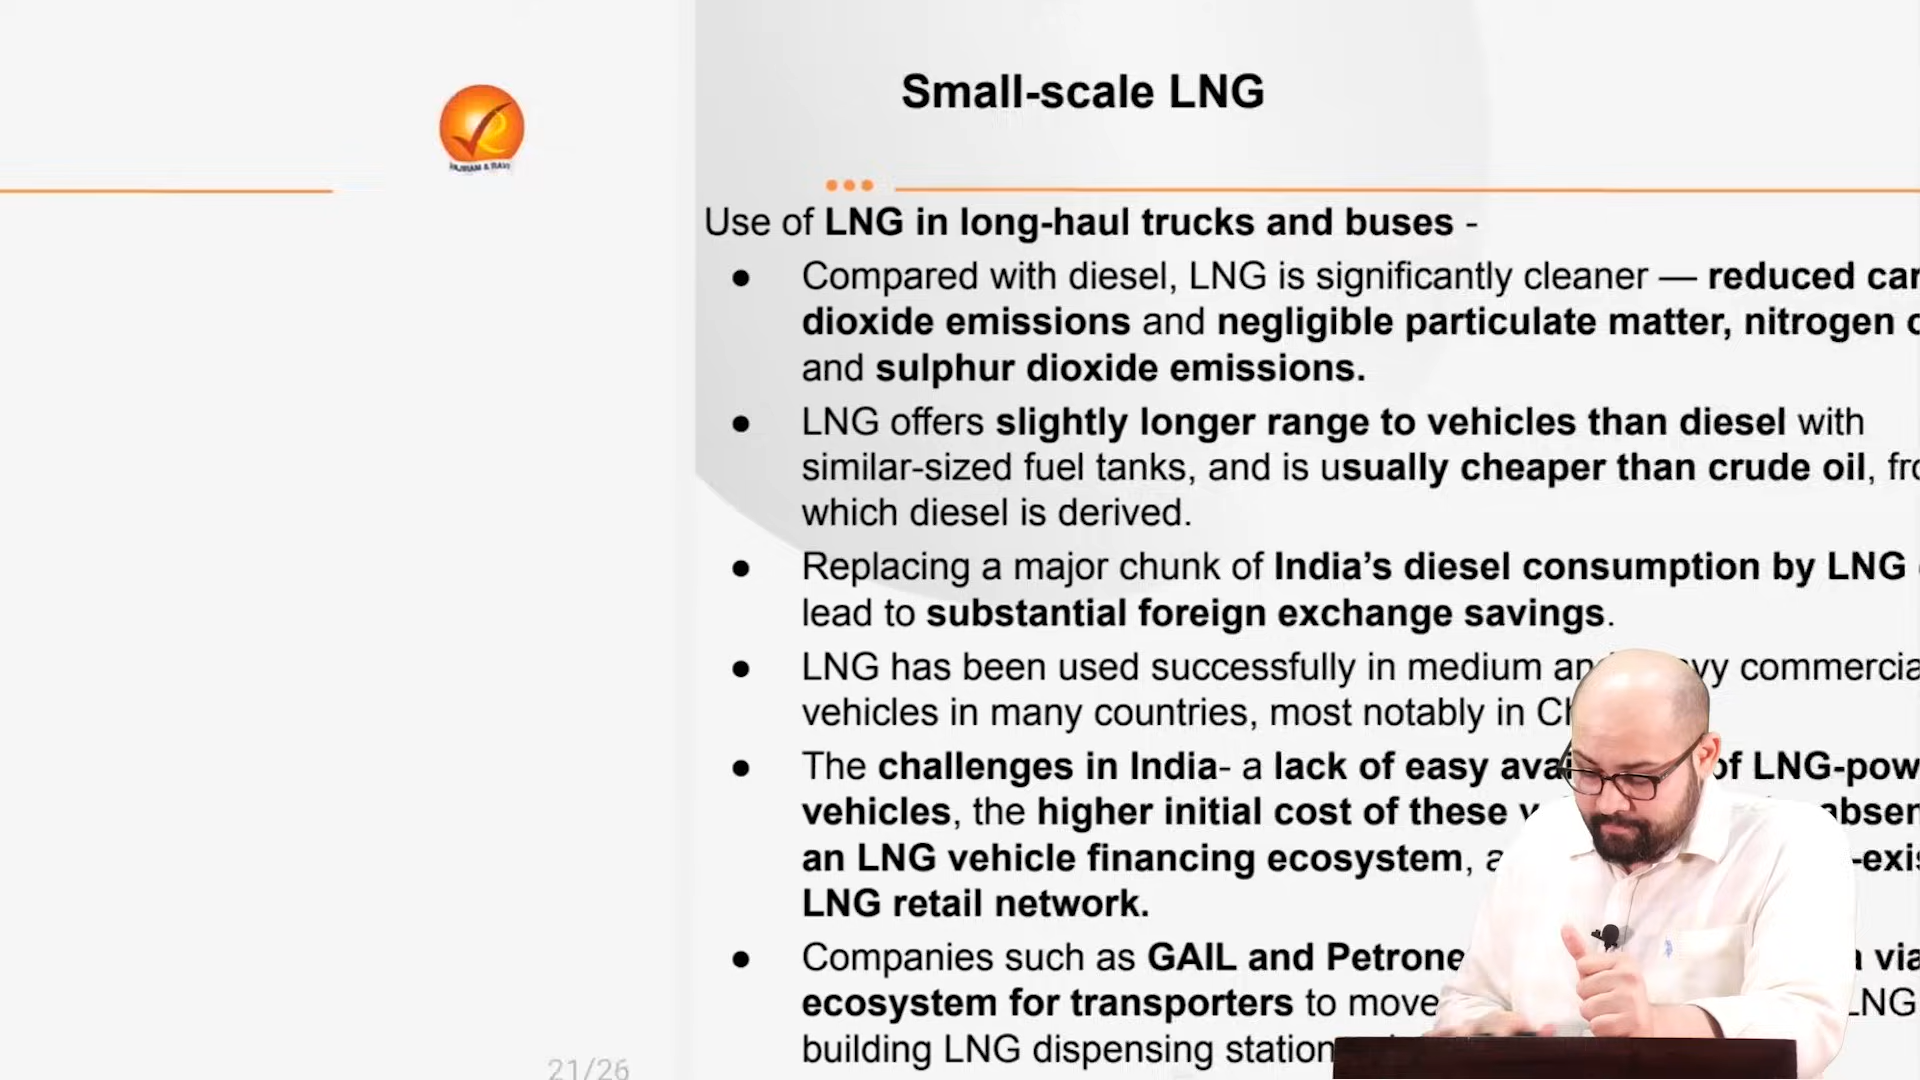 Small-scale LNG
Use of LNG in long-haul trucks and buses -
● Compared with diesel, LNG is significantly cleaner — reduced
dioxide emissions and negligible particulate matter, nitrogen
and sulphur dioxide emissions.
● LNG offers slightly longer range to vehicles than diesel with
similar-sized fuel tanks, and is usually cheaper than crude oil,
which diesel is derived.
● Replacing a major chunk of India's diesel consumption by LNG
lead to substantial foreign exchange savings.
● LNG has been used successfully in medium
vehicles in many countries, most notably in
● The challenges in India- a lack of easy of
vehicles, the higher initial cost of these
an LNG vehicle financing ecosystem,
LNG retail network.
● Companies such as GAIL and
ecosystem for transporters to move LNG
building LNG dispensing
21/26